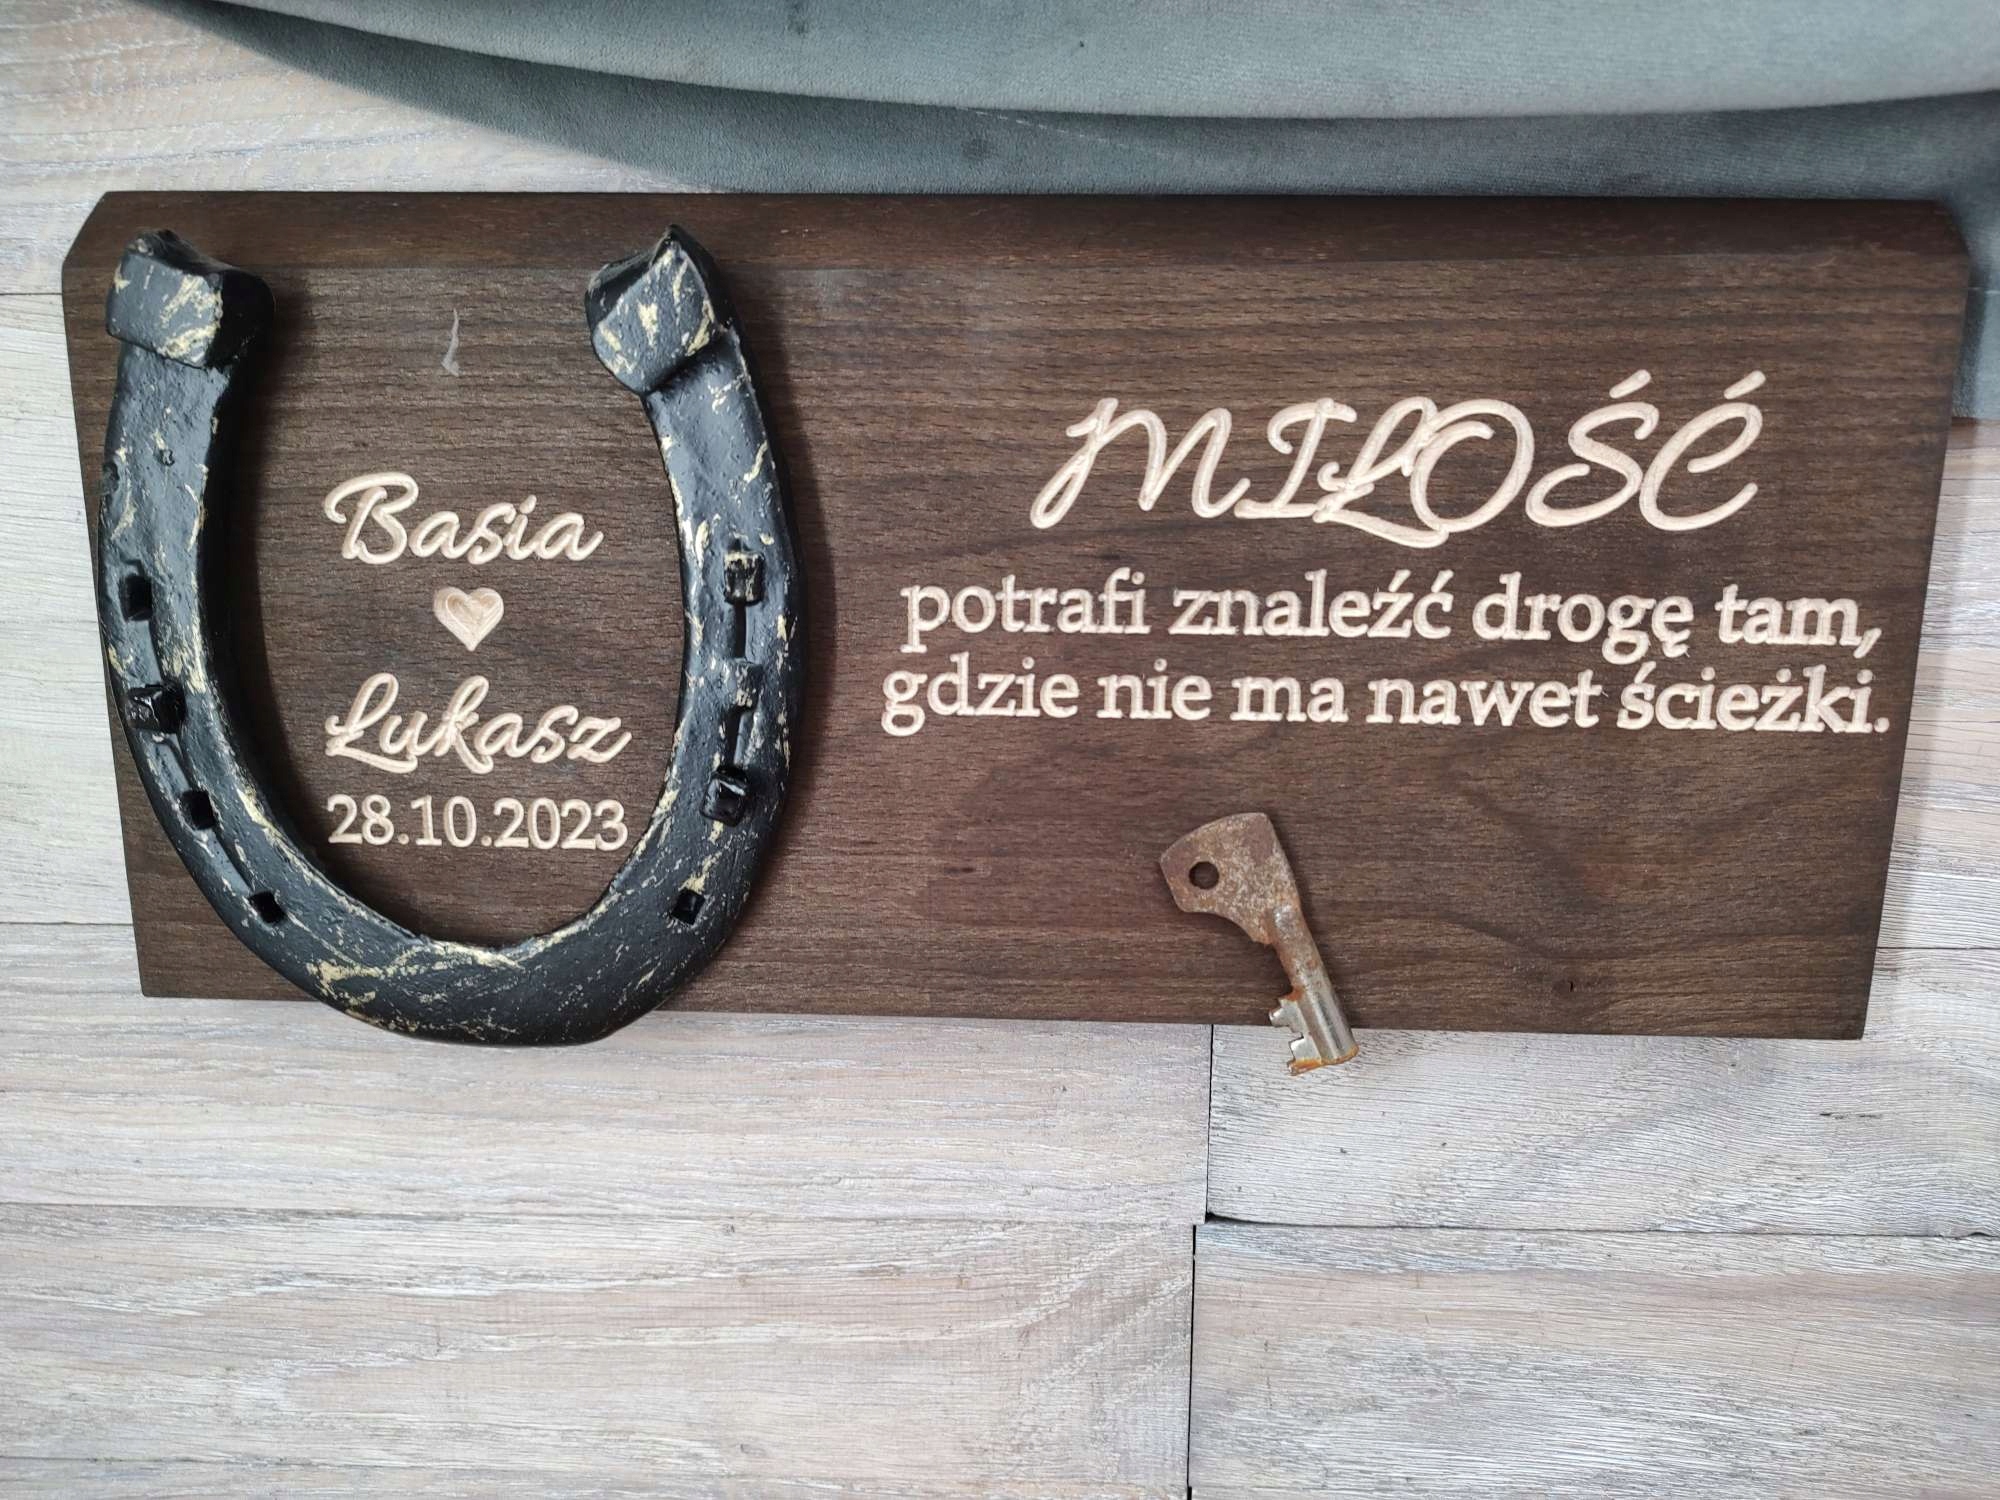 Basia
Łukasz
28.10.2023
MIŁOŚĆ
potrafi znaleźć drogę tam,
gdzie nie ma nawet ścieżki.